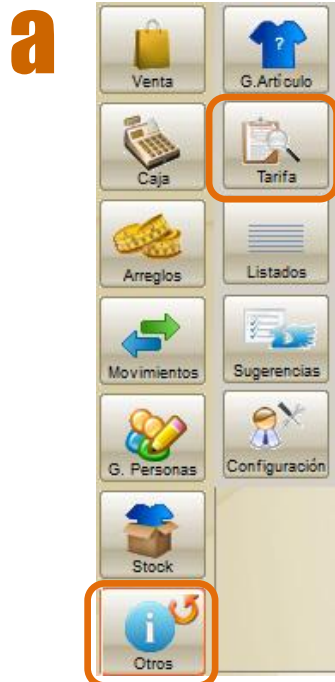 a
Venta
G.Artículo
Caja
Tarifa
Arreglos
Listados
Movimientos
Sugerencias
G. Personas
Configuración
Stock
Otros